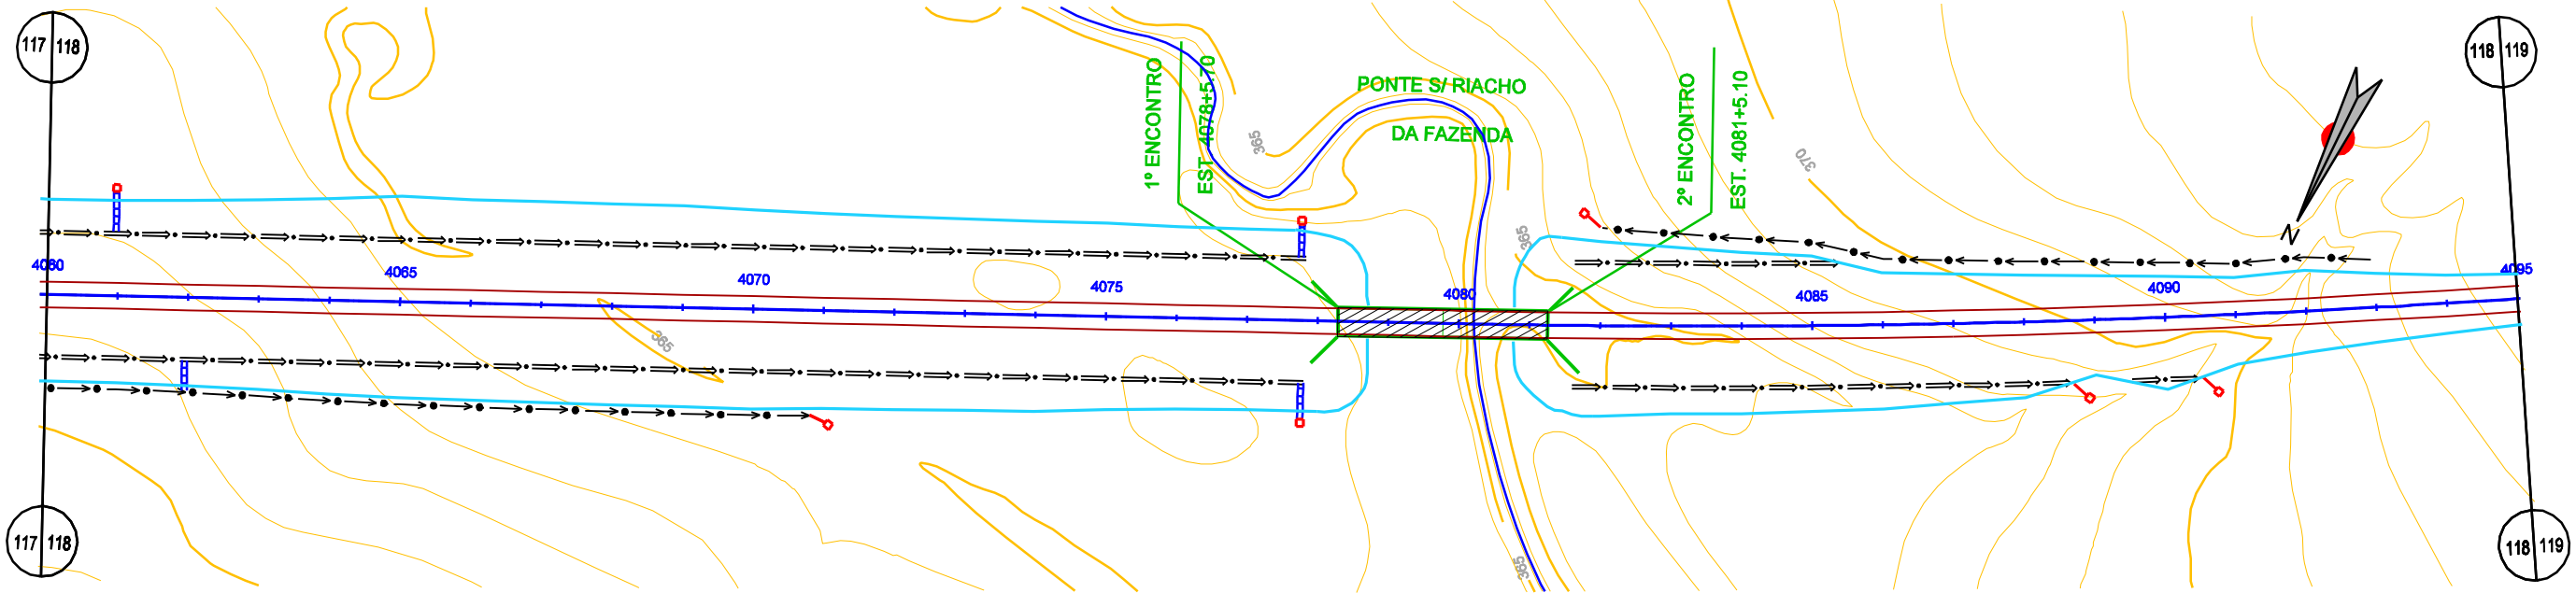 117 118
118 119
1º ENCONTRO
EST. 4078+5.70
PONTE S/ RIACHO
DA FAZENDA
2º ENCONTRO
EST. 4081+5.10
365
370
365
N
4060
4065
4070
4075
4080
4085
4090
4095
365
365
117 118
118 119